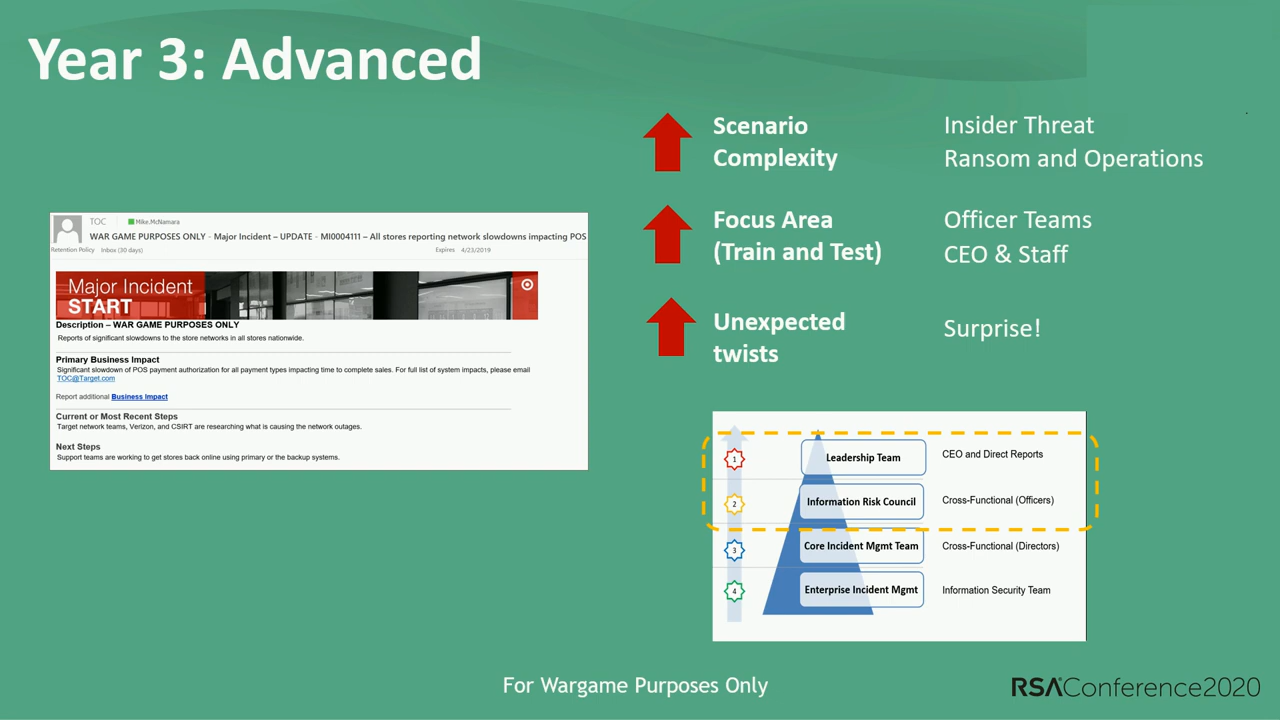 Year 3: Advanced
Scenario
Complexity
Insider Threat
Ransom and Operations
Focus Area
(Train and Test)
Officer Teams
CEO & Staff
Unexpected
twists
Surprise!
TOC
Mike.McNamara
WAR GAME PURPOSES ONLY - Major Incident – UPDATE - MI0004111 – All stores reporting network slowdowns impacting POS
Retention Policy Inbox (30 days)
Expires 4/23/2019
Major Incident
START
Description – WAR GAME PURPOSES ONLY
Reports of significant slowdowns to the store networks in all stores nationwide.
Primary Business Impact
Significant slowdown of POS payment authorization for all payment types impacting time to complete sales. For full list of system impacts, please email
TOC@Target.com
Report additional Business Impact
Current or Most Recent Steps
Target network teams, Verizon, and CSIRT are researching what is causing the network outages.
Next Steps
Support teams are working to get stores back online using primary or the backup systems.
1
Leadership Team
CEO and Direct Reports
2
Information Risk Council
Cross-Functional (Officers)
3
Core Incident Mgmt Team
Cross-Functional (Directors)
4
Enterprise Incident Mgmt
Information Security Team
For Wargame Purposes Only
RSAConference2020